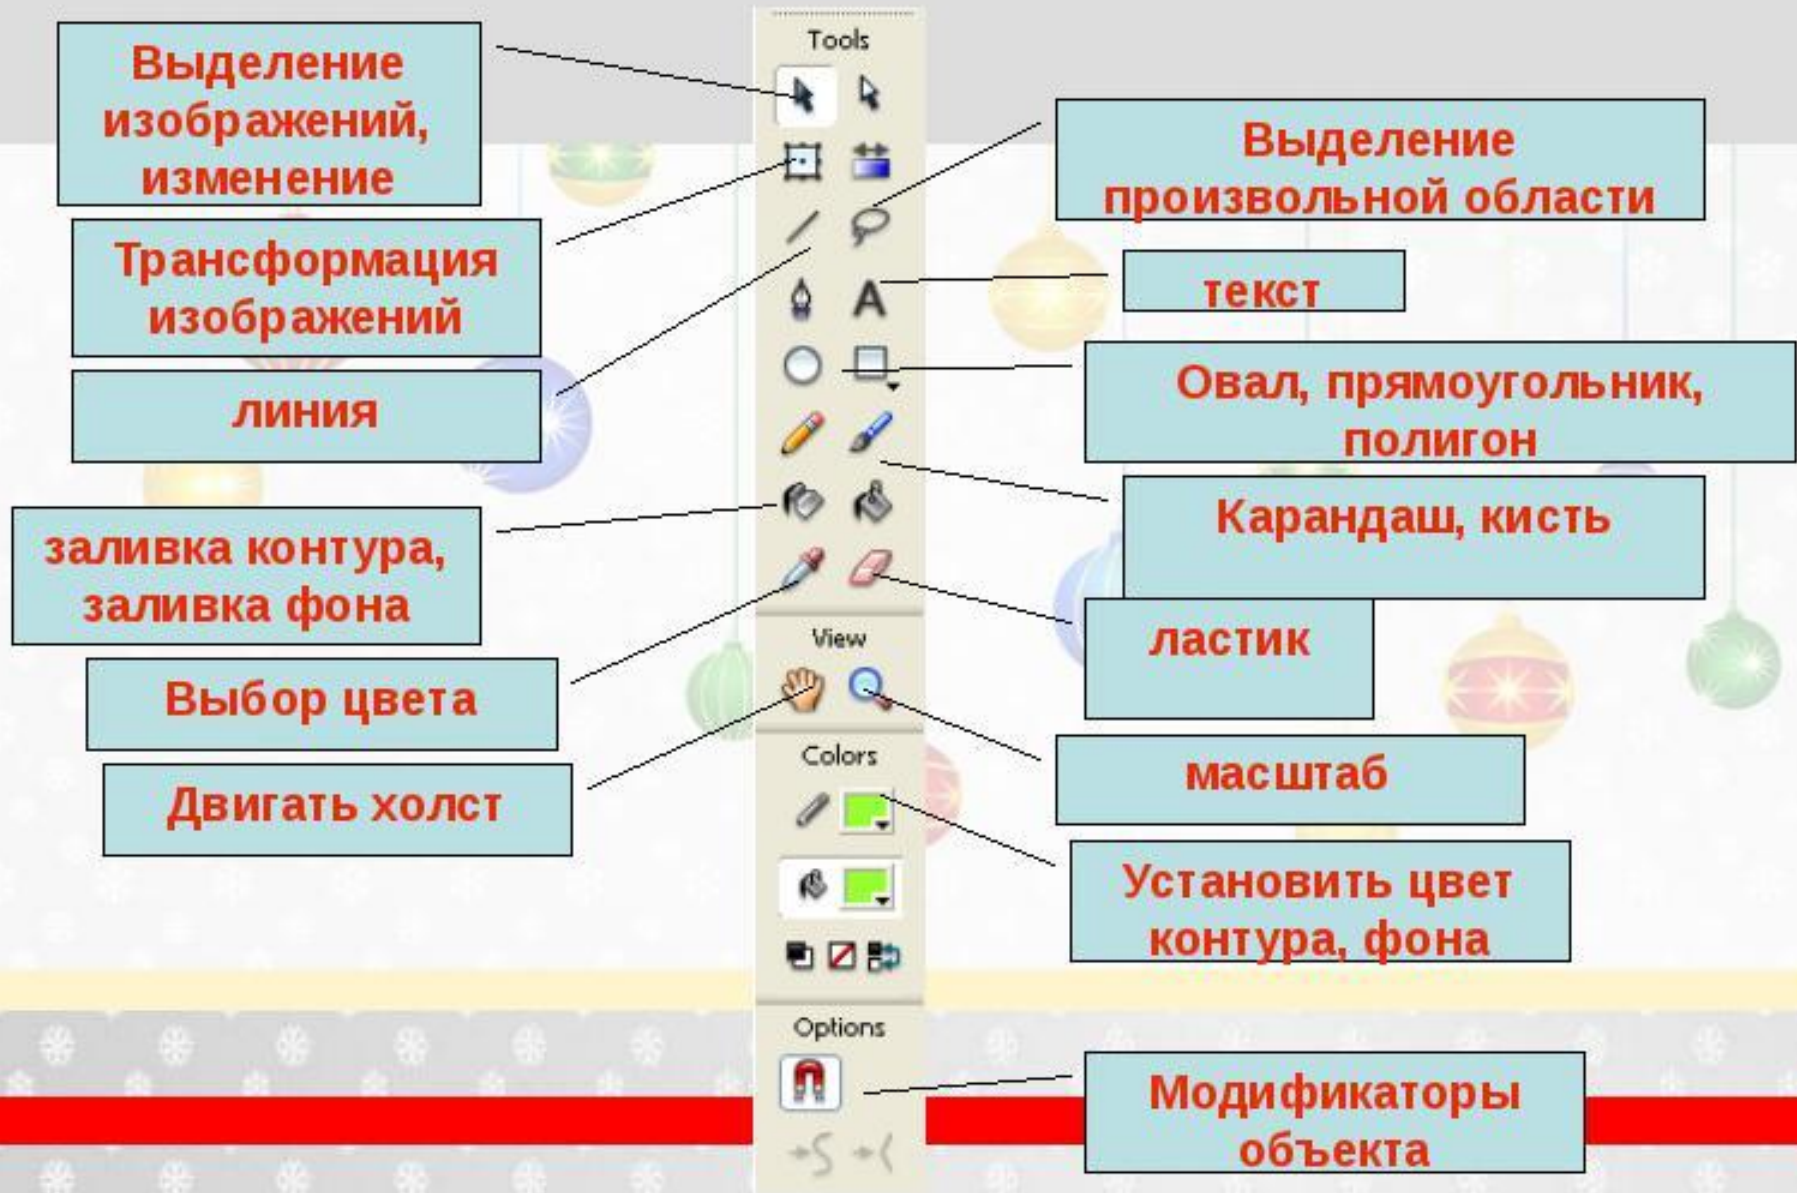 Выделение
изображений,
изменение
Трансформация
изображений
линия
заливка контура,
заливка фона
Выбор цвета
Двигать холст
Tools
A
View
Colors
Options
Выделение
произвольной области
текст
Овал, прямоугольник,
полигон
Карандаш, кисть
ластик
масштаб
Установить цвет
контура, фона
Модификаторы
объекта